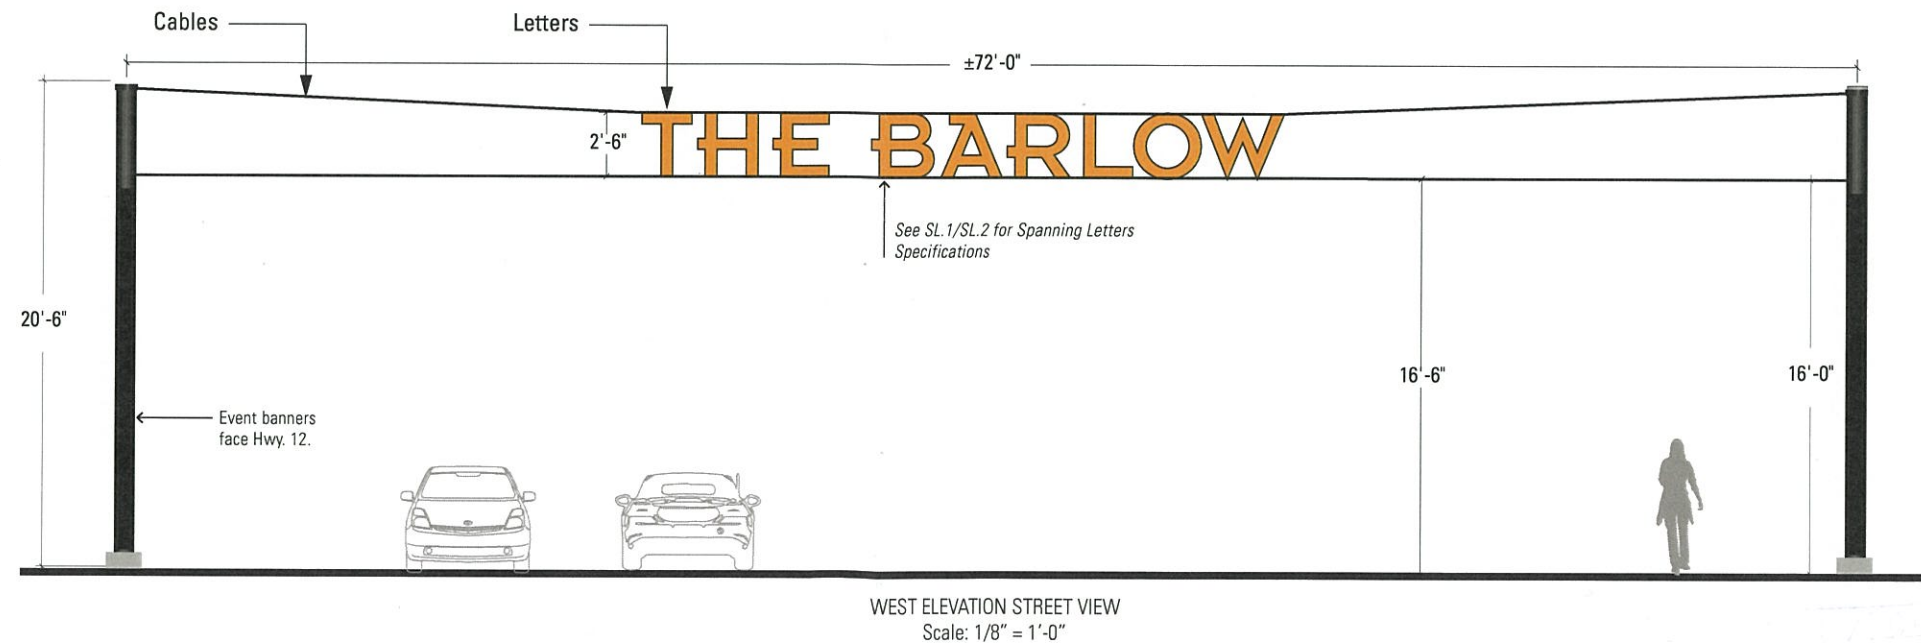 Cables
Letters
±72'-0"
THE BARLOW
2'-6"
See SL.1/SL.2 for Spanning Letters
Specifications
20'-6"
16'-6"
16'-0"
Event banners
face Hwy. 12.
WEST ELEVATION STREET VIEW
Scale: 1/8" = 1'-0"